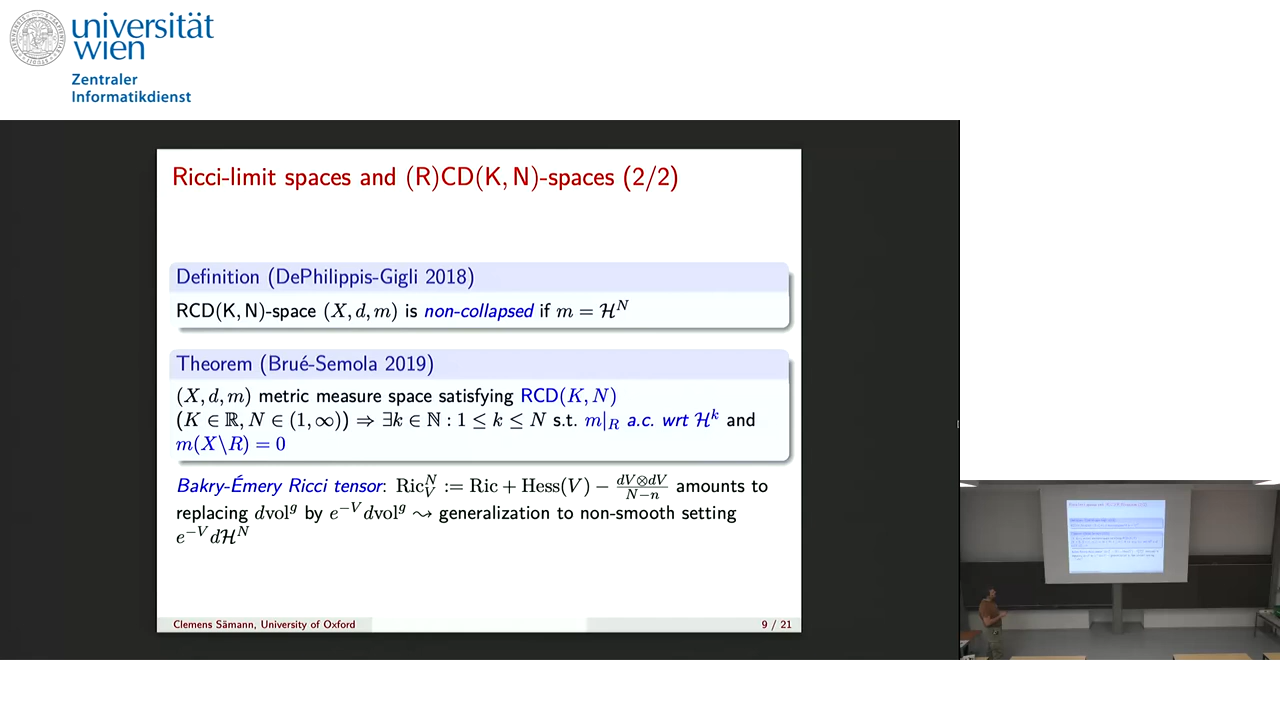 universität
wien
Zentraler
Informatikdienst
Ricci-limit spaces and (R)CD(K, N)-spaces (2/2)
Definition (DePhilippis-Gigli 2018)
RCD(K,N)-space (X, d, m) is non-collapsed if m = ℋ^N
Theorem (Brué-Semola 2019)
(X, d, m) metric measure space satisfying RCD(K, N)
(K ∈ ℝ, N ∈ (1, ∞)) ⇒ ∃k ∈ ℕ : 1 ≤ k ≤ N s.t. m|_R a.c. wrt ℋ^k and
m(X\R) = 0
Bakry-Émery Ricci tensor: Ric_V^N := Ric + Hess(V) − (dV⊗dV)/(N−n) amounts to
replacing dvol^g by e^{−V}dvol^g ⇝ generalization to non-smooth setting
e^{−V}dℋ^N
Clemens Sämann, University of Oxford 9 / 21